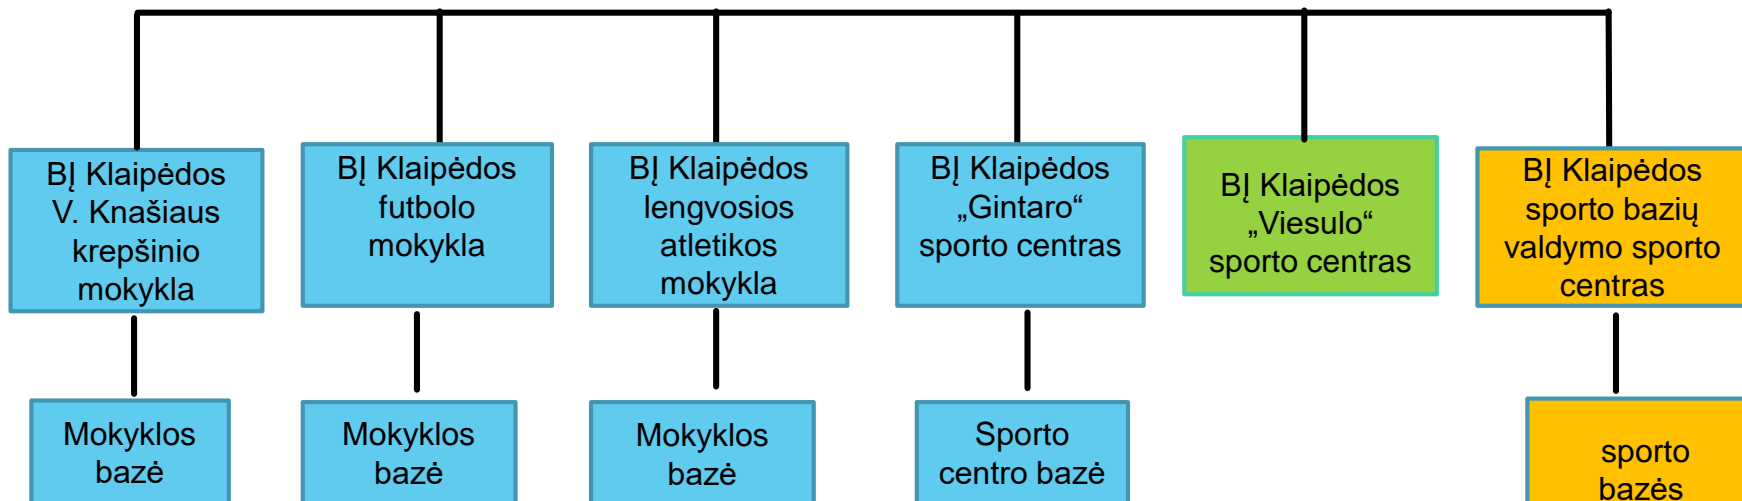 BĮ Klaipėdos
V. Knašiaus
krepšinio
mokykla
BĮ Klaipėdos
futbolo
mokykla
BĮ Klaipėdos
lengvosios
atletikos
mokykla
BĮ Klaipėdos
„Gintaro“
sporto centras
BĮ Klaipėdos
„Viesulo“
sporto centras
BĮ Klaipėdos
sporto bazių
valdymo sporto
centras
Mokyklos
bazė
Mokyklos
bazė
Mokyklos
bazė
Sporto
centro bazė
sporto
bazės